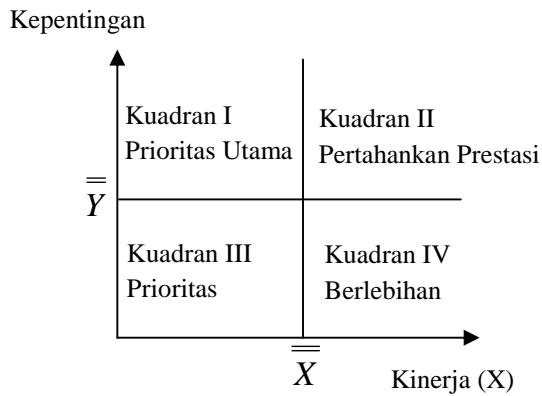 Kepentingan
Kuadran I
Prioritas Utama
Kuadran II
Pertahankan Prestasi
Y
Kuadran III
Prioritas
Kuadran IV
Berlebihan
X
Kinerja (X)